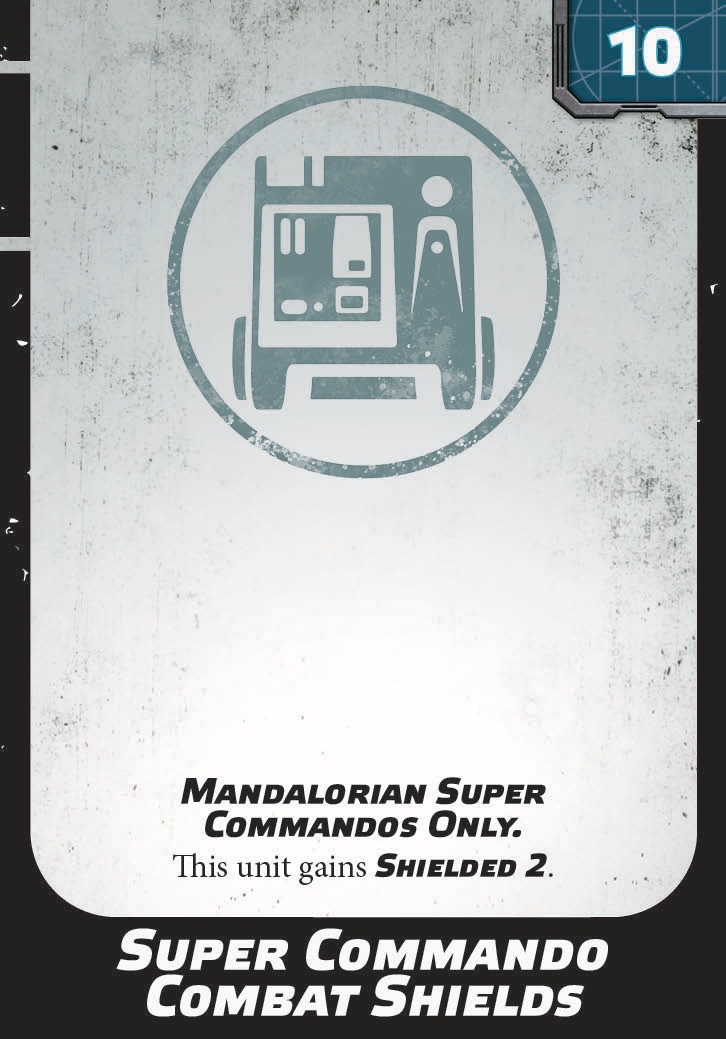 10
Mandalorian Super
Commandos Only.
This unit gains Shielded 2.
Super Commando
Combat Shields